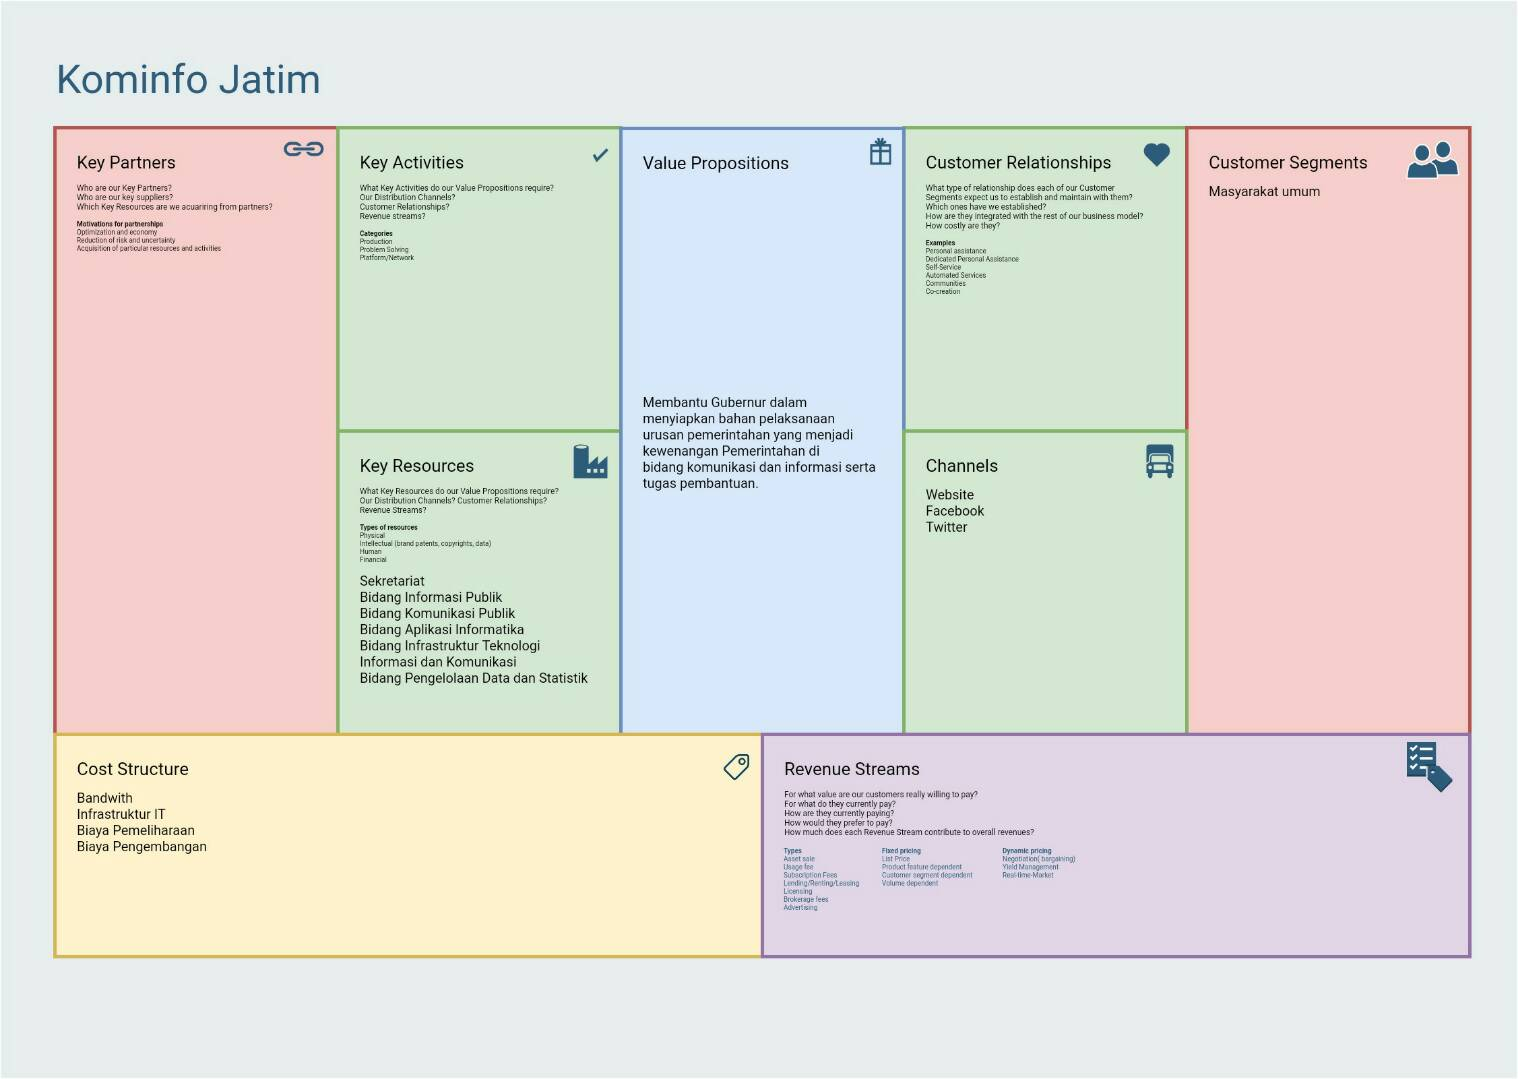 Kominfo Jatim
Key Partners
Who are our Key Partners?
Who are our key suppliers?
Which Key Resources are we acuariring from partners?
Motivations for partnerships
Optimization and economy
Reduction of risk and uncertainty
Acquisition of particular resources and activities
Key Activities
What Key Activities do our Value Propositions require?
Our Distribution Channels?
Customer Relationships?
Revenue streams?
Categories
Production
Problem Solving
Platform/Network
Key Resources
What Key Resources do our Value Propositions require?
Our Distribution Channels? Customer Relationships?
Revenue Streams?
Types of resources
Physical
Intellectual (brand patents, copyrights, data)
Human
Financial
Sekretariat
Bidang Informasi Publik
Bidang Komunikasi Publik
Bidang Aplikasi Informatika
Bidang Infrastruktur Teknologi
Informasi dan Komunikasi
Bidang Pengelolaan Data dan Statistik
Value Propositions
Membantu Gubernur dalam
menyiapkan bahan pelaksanaan
urusan pemerintahan yang menjadi
kewenangan Pemerintahan di
bidang komunikasi dan informasi serta
tugas pembantuan.
Customer Relationships
What type of relationship does each of our Customer
Segments expect us to establish and maintain with them?
Which ones have we established?
How are they integrated with the rest of our business model?
How costly are they?
Examples
Personal assistance
Dedicated Personal Assistance
Self-Service
Automated Services
Communities
Co-creation
Channels
Website
Facebook
Twitter
Customer Segments
Masyarakat umum
Cost Structure
Bandwith
Infrastruktur IT
Biaya Pemeliharaan
Biaya Pengembangan
Revenue Streams
For what value are our customers really willing to pay?
For what do they currently pay?
How are they currently paying?
How would they prefer to pay?
How much does each Revenue Stream contribute to overall revenues?
Types
Asset sale
Usage fee
Subscription Fees
Lending/Renting/Leasing
Licensing
Brokerage fees
Advertising
Fixed pricing
List Price
Product feature dependent
Customer segment dependent
Volume dependent
Dynamic pricing
Negotiation( bargaining)
Yield Management
Real-time-Market